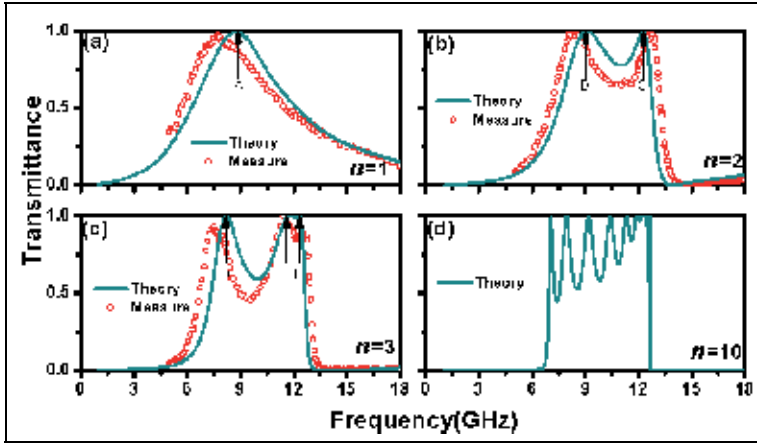 Transmittance
1.0
0.5
0.0
(a)
A
Theory
Measure
n=1
(b)
C
Theory
Measure
n=2
1.0
0.5
0.0
(c)
Theory
Measure
n=3
(d)
Theory
n=10
0 3 6 9 12 15 18
0 3 6 9 12 15 18
Frequency(GHz)